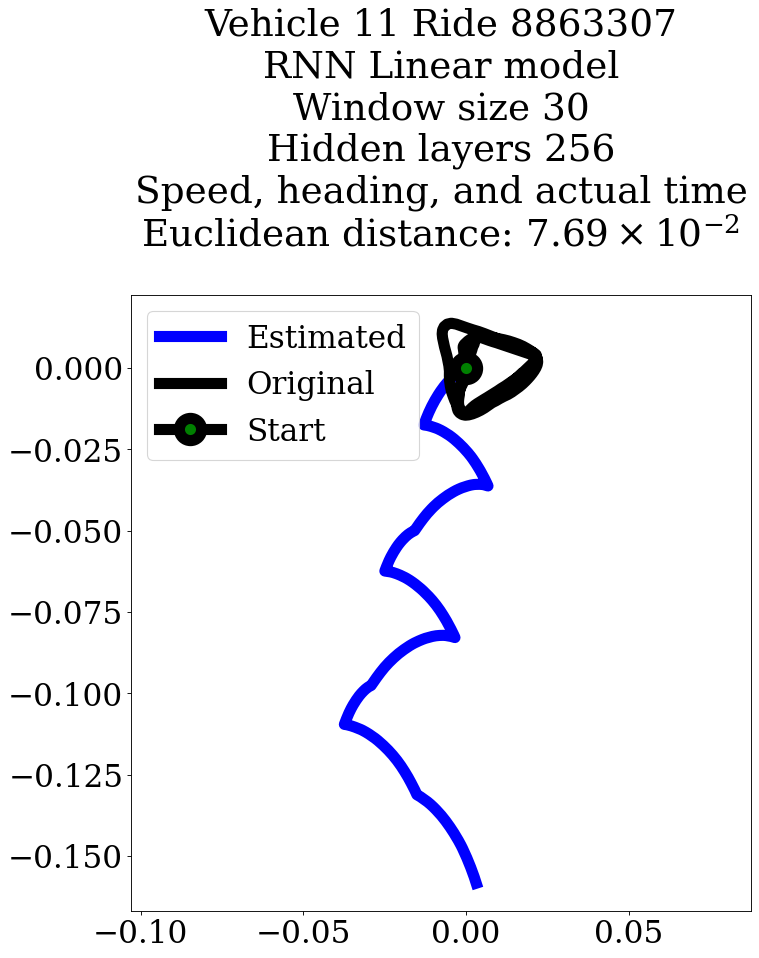 Vehicle 11 Ride 8863307
RNN Linear model
Window size 30
Hidden layers 256
Speed, heading, and actual time
Euclidean distance: 7.69 × 10⁻²
Estimated
Original
Start
0.000
−0.025
−0.050
−0.075
−0.100
−0.125
−0.150
−0.10 −0.05 0.00 0.05